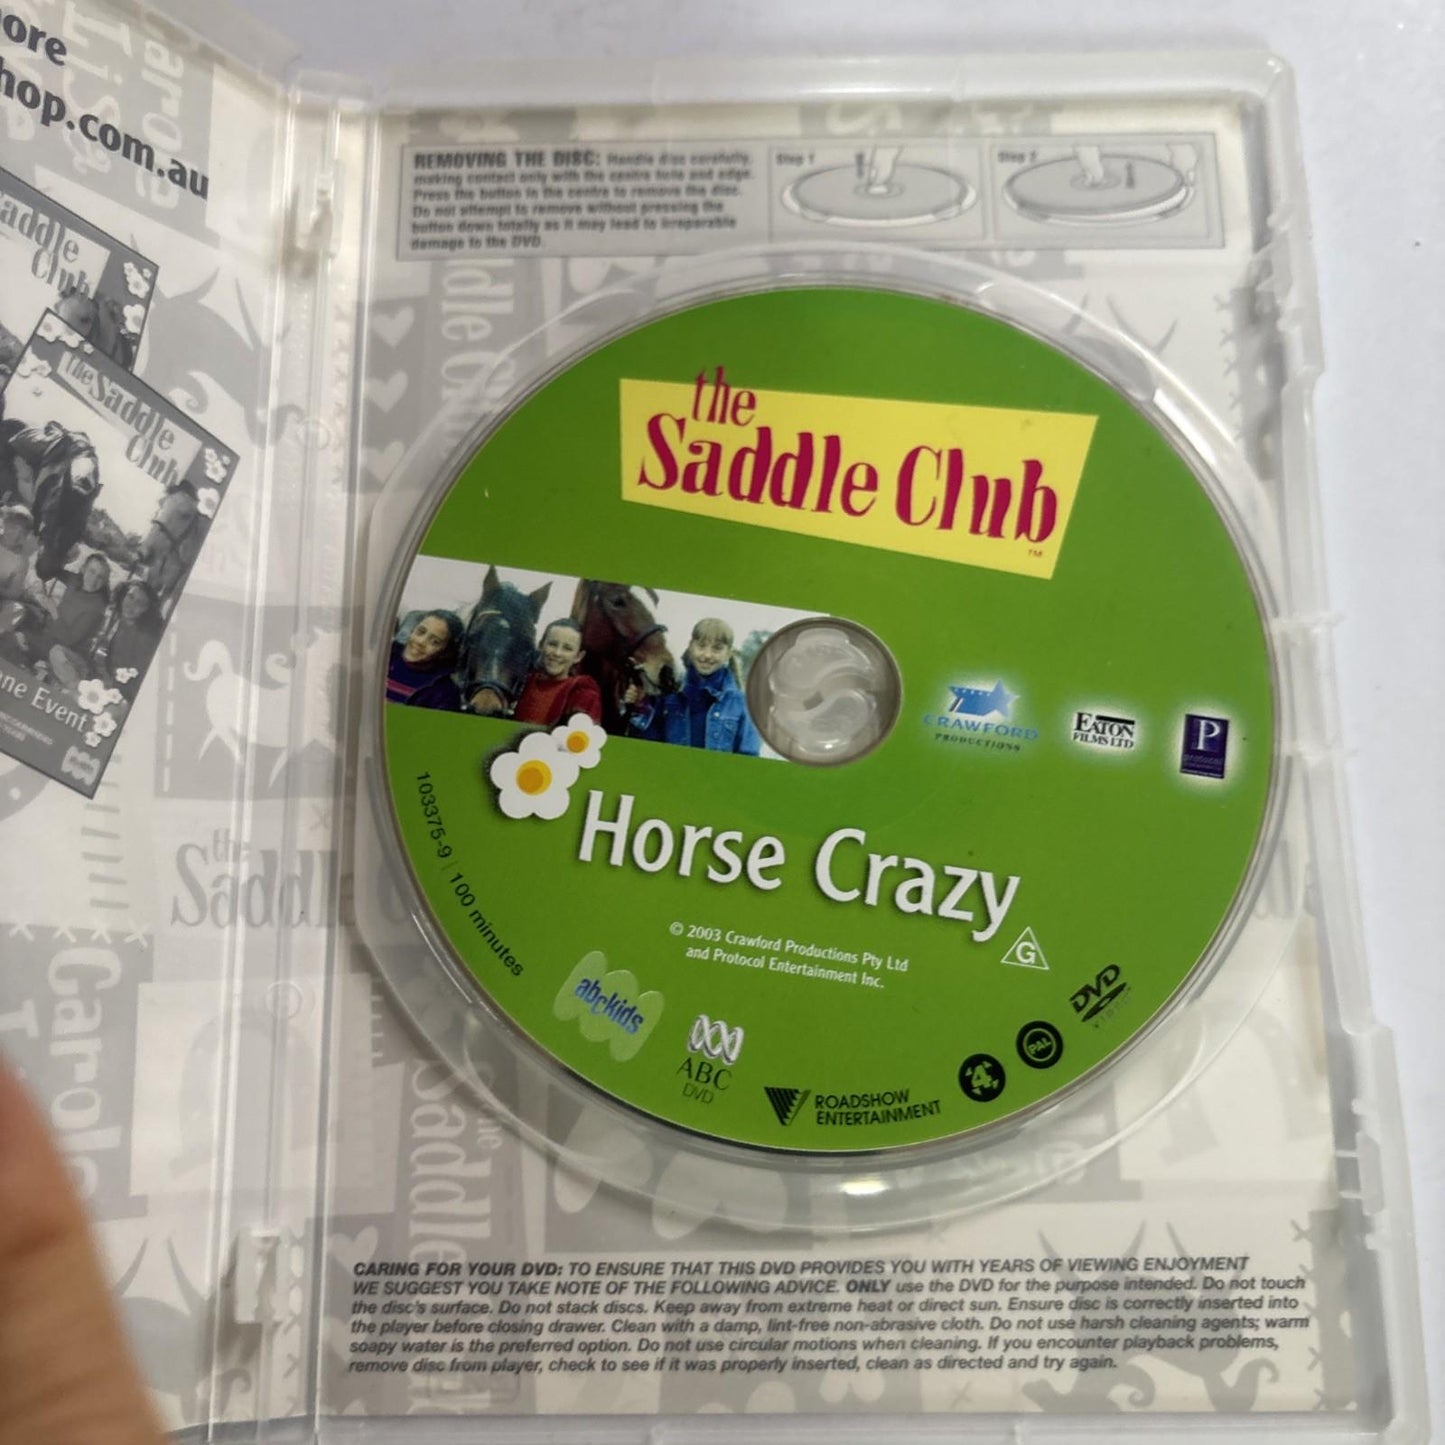 ore
hop.com.au
Saddle
Club
the Saddle
Club
ne Event
REMOVING THE DISC: Handle disc carefully,
making contact only with the centre hole and edge.
Press the button in the centre to remove the disc.
Do not attempt to remove without pressing the
button down totally as it may lead to irreparable
damage to the DVD.
Step 1
Step 2
the
Saddle Club
TM
CRAWFORD
PRODUCTIONS
EATON
FILMS LTD
P
protocol
Horse Crazy
G
103375-9 | 100 minutes
© 2003 Crawford Productions Pty Ltd
and Protocol Entertainment Inc.
abckids
ABC
DVD
ROADSHOW
ENTERTAINMENT
4
PAL
DVD
VIDEO
the
Saddle
Carole
Saddle
CARING FOR YOUR DVD: TO ENSURE THAT THIS DVD PROVIDES YOU WITH YEARS OF VIEWING ENJOYMENT
WE SUGGEST YOU TAKE NOTE OF THE FOLLOWING ADVICE. ONLY use the DVD for the purpose intended. Do not touch
the disc's surface. Do not stack discs. Keep away from extreme heat or direct sun. Ensure disc is correctly inserted into
the player before closing drawer. Clean with a damp, lint-free non-abrasive cloth. Do not use harsh cleaning agents; warm
soapy water is the preferred option. Do not use circular motions when cleaning. If you encounter playback problems,
remove disc from player, check to see if it was properly inserted, clean as directed and try again.